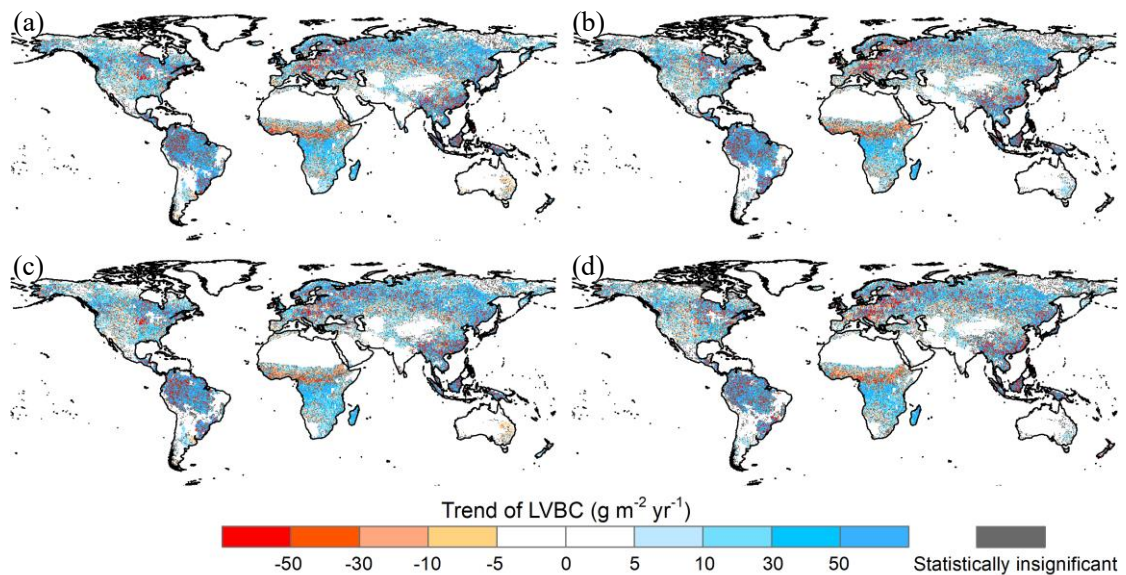 (a) (b)
(c) (d)
Trend of LVBC (g m⁻² yr⁻¹)
-50 -30 -10 -5 0 5 10 30 50 Statistically insignificant